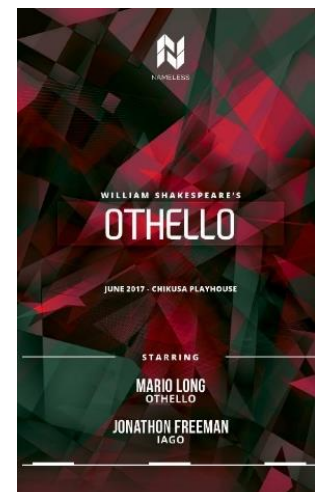 NAMELESS
WILLIAM SHAKESPEARE'S
OTHELLO
JUNE 2017 - CHIKUSA PLAYHOUSE
STARRING
MARIO LONG
OTHELLO
JONATHON FREEMAN
IAGO